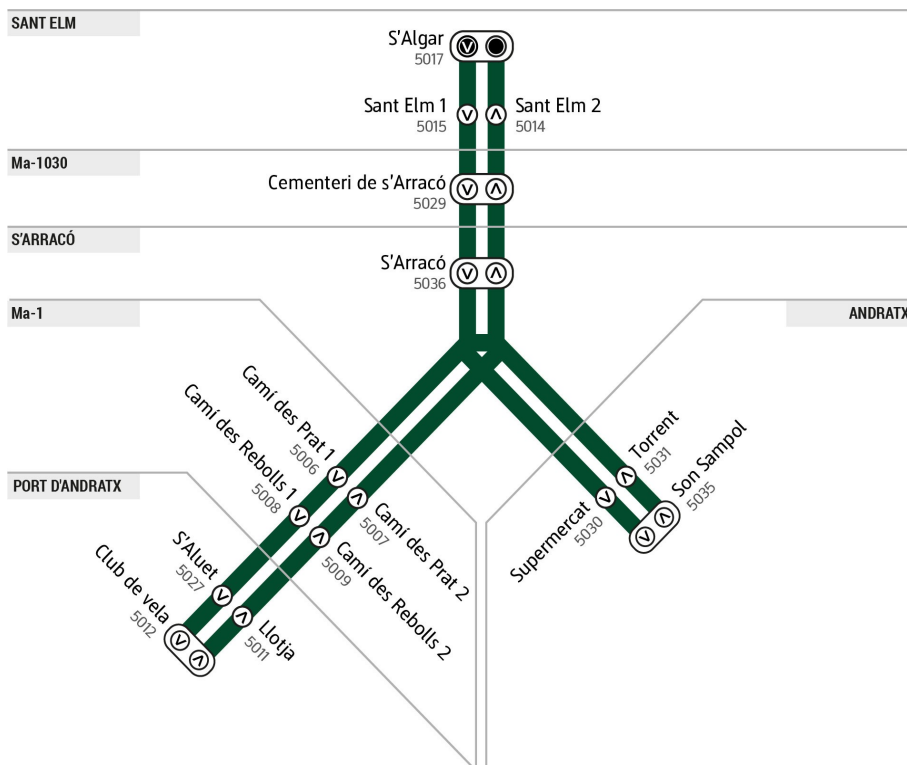 SANT ELM
S'Algar
5017
Sant Elm 1
5015
Sant Elm 2
5014
Ma-1030
Cementeri de s'Arracó
5029
S'ARRACÓ
S'Arracó
5036
Ma-1
ANDRATX
Camí des Prat 1
5006
Camí des Rebolls 1
5008
Camí des Prat 2
5007
Camí des Rebolls 2
5009
Torrent
5031
Son Sampol
5035
Supermercat
5030
PORT D'ANDRATX
S'Aluet
5027
Club de vela
5012
Llotja
5011